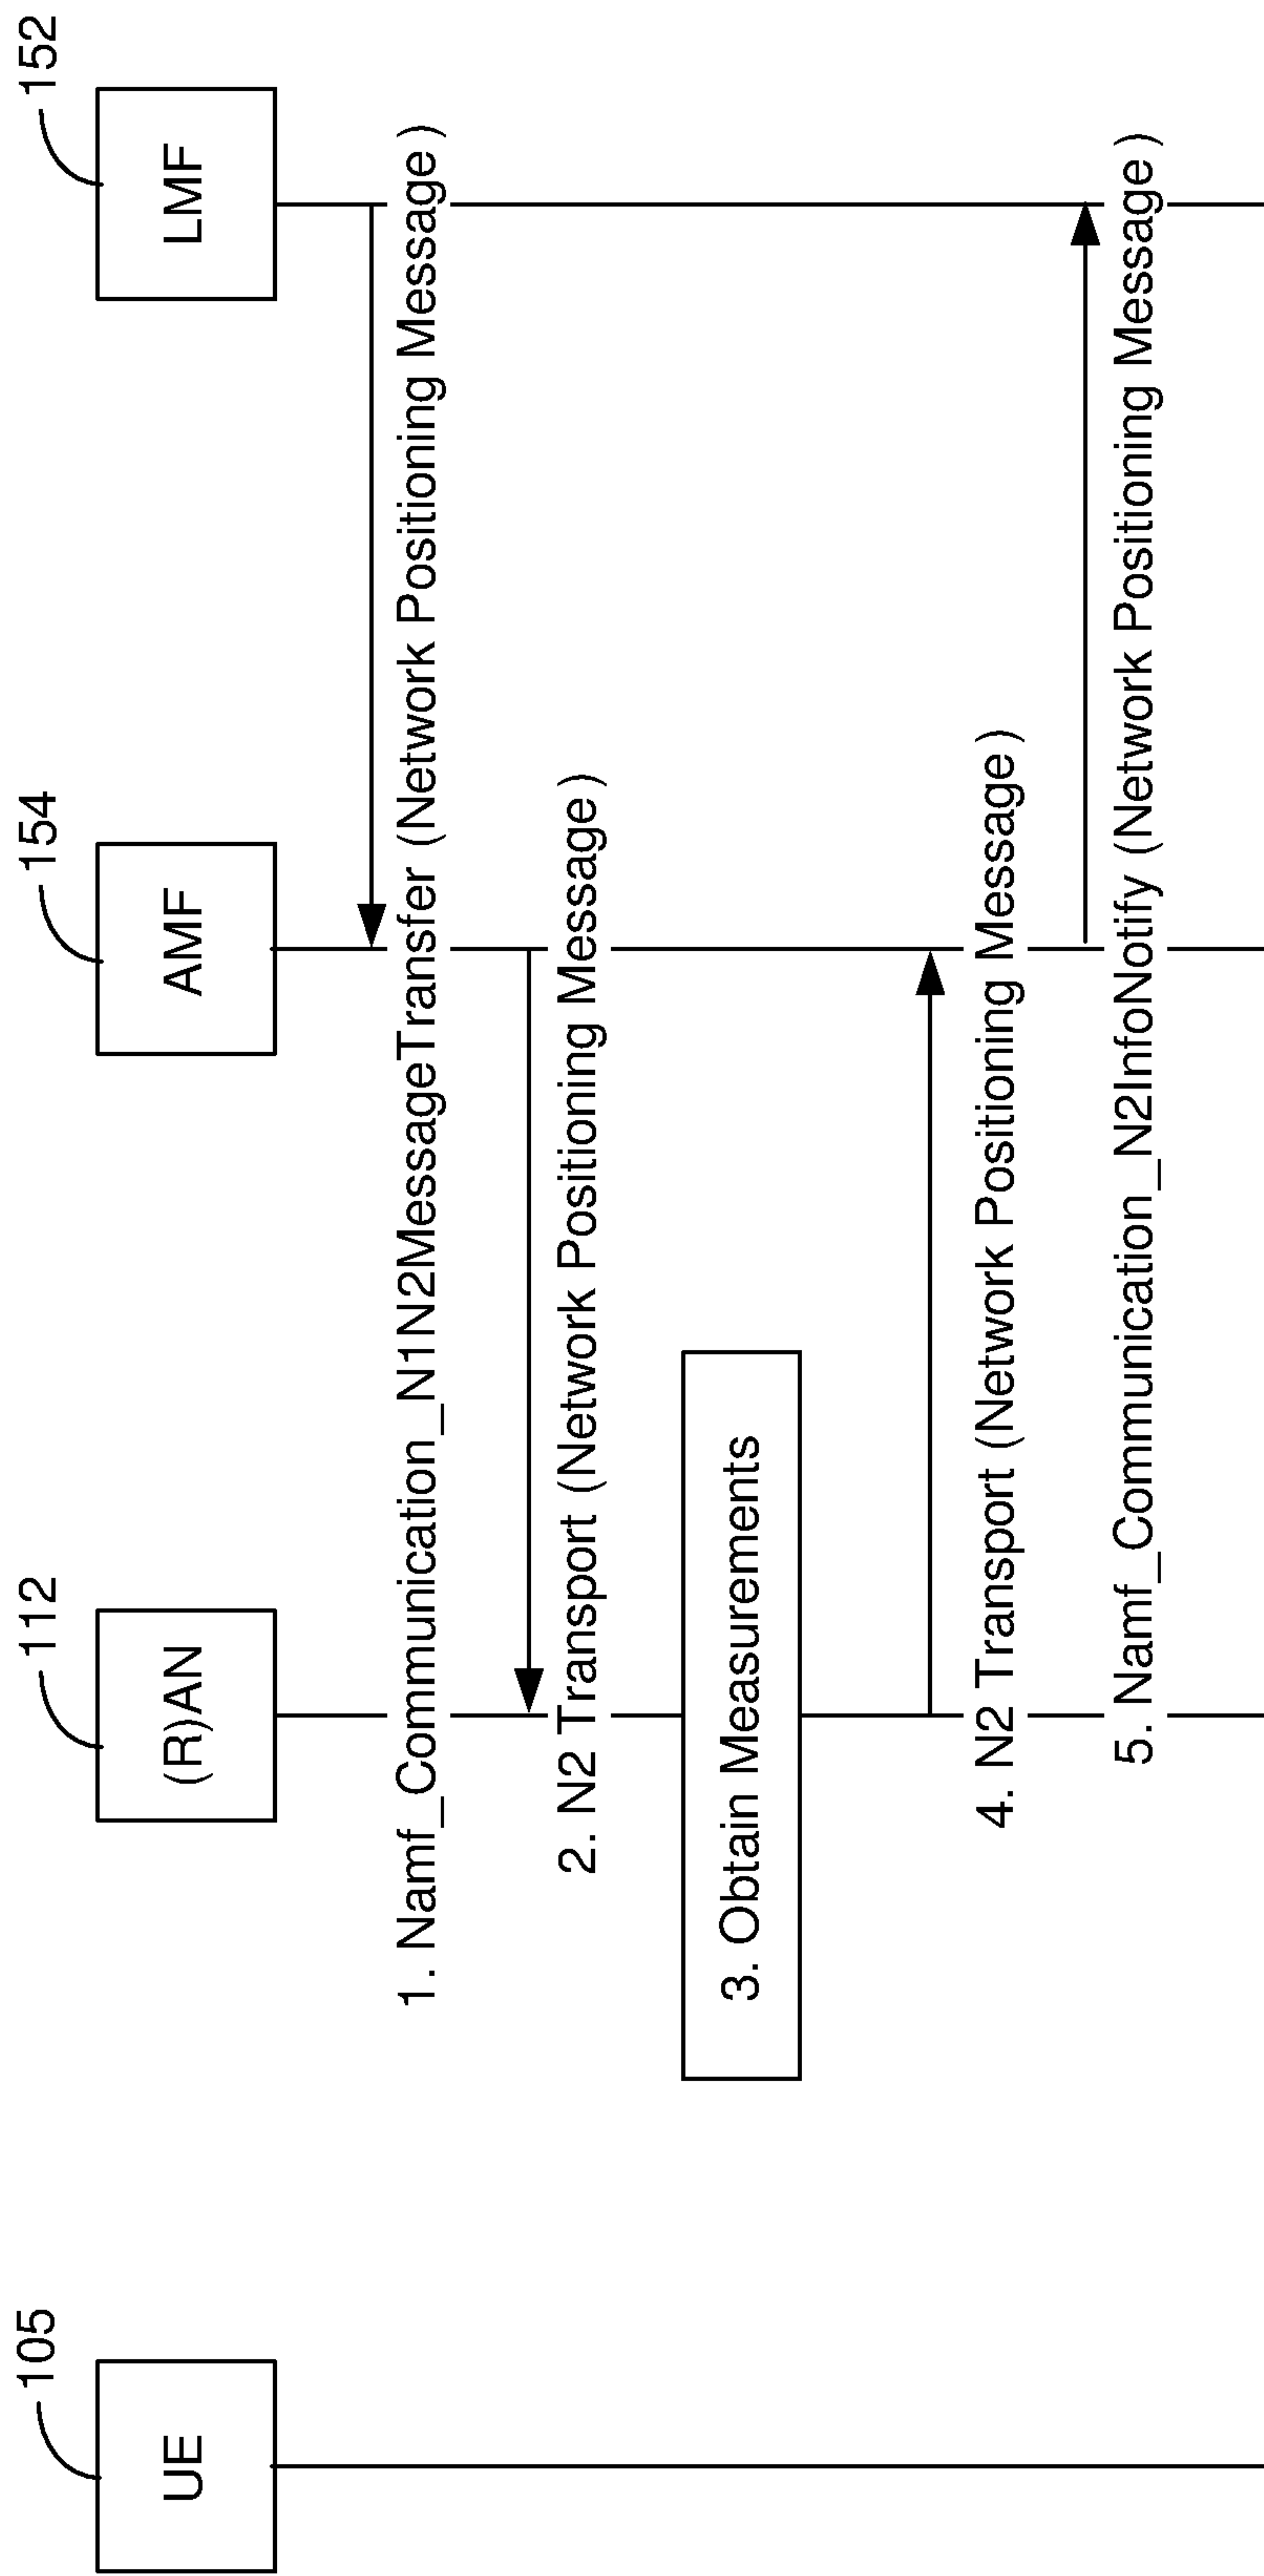 105
112
154
152
UE
(R)AN
AMF
LMF
1. Namf_Communication_N1N2MessageTransfer (Network Positioning Message)
2. N2 Transport (Network Positioning Message)
3. Obtain Measurements
4. N2 Transport (Network Positioning Message)
5. Namf_Communication_N2InfoNotify (Network Positioning Message)